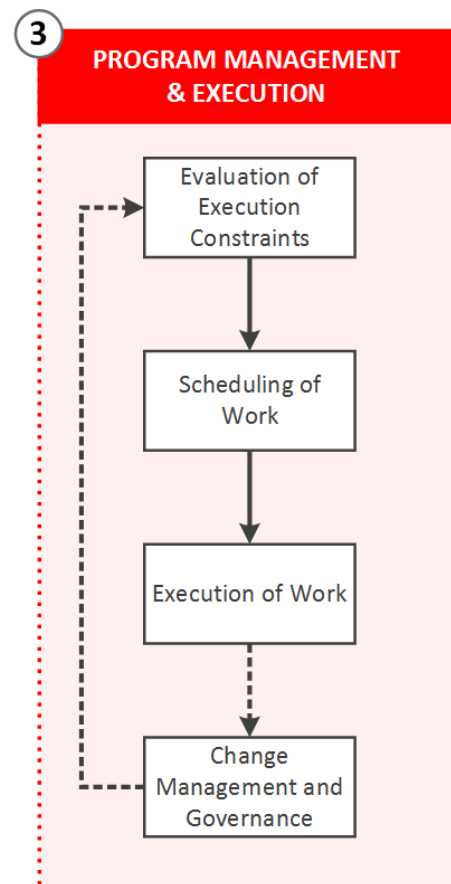 3
PROGRAM MANAGEMENT
& EXECUTION
Evaluation of
Execution
Constraints
Scheduling of
Work
Execution of Work
Change
Management and
Governance